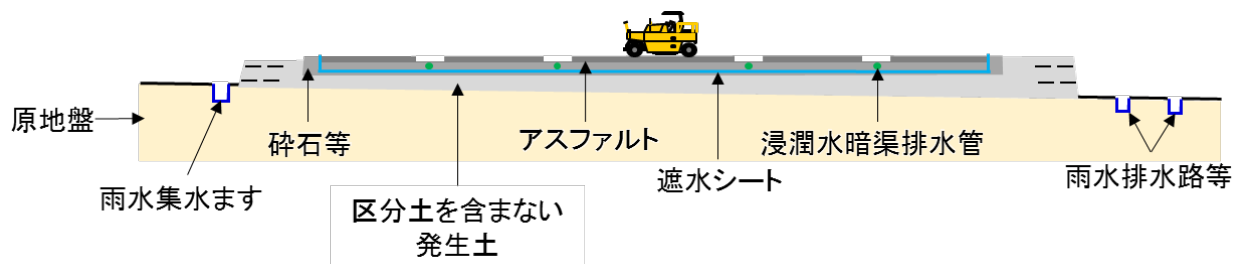 原地盤
砕石等
アスファルト
浸潤水暗渠排水管
雨水集水ます
遮水シート
雨水排水路等
区分土を含まない
発生土